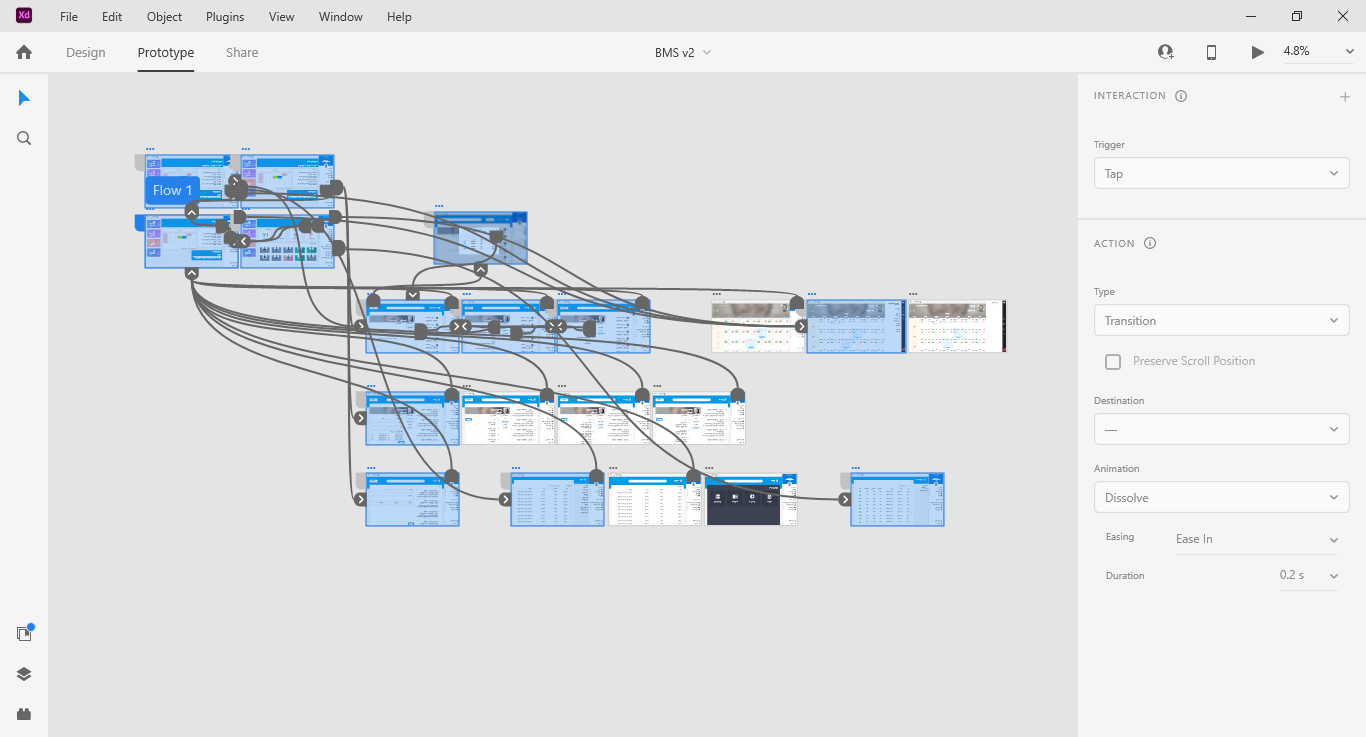 Xd
File Edit Object Plugins View Window Help
Design Prototype Share
BMS v2
4.8%
INTERACTION
Trigger
Tap
ACTION
Type
Transition
Preserve Scroll Position
Destination
—
Animation
Dissolve
Easing Ease In
Duration 0.2 s
Flow 1